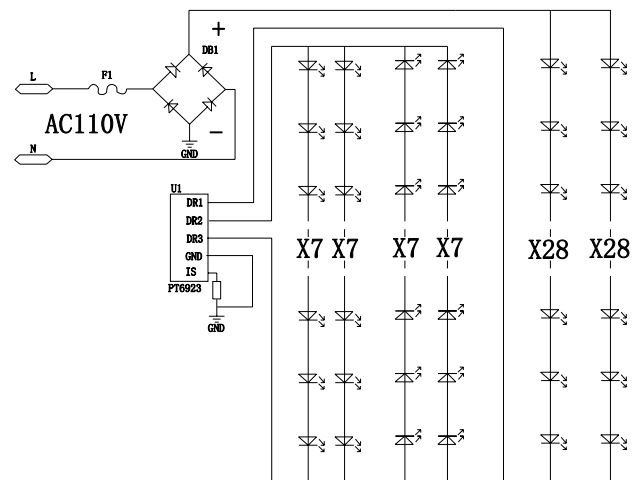 +
DB1
L
F1
AC110V
−
N
GND
U1
DR1
DR2
DR3
GND
IS
PT6923
GND
X7 X7 X7 X7 X28 X28